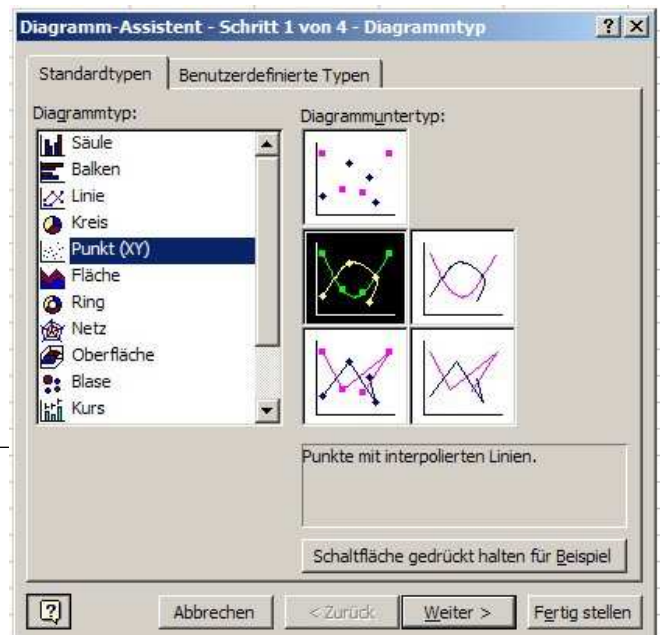 Diagramm-Assistent - Schritt 1 von 4 - Diagrammtyp
Standardtypen
Benutzerdefinierte Typen
Diagrammtyp:
Säule
Balken
Linie
Kreis
Punkt (XY)
Fläche
Ring
Netz
Oberfläche
Blase
Kurs
Diagrammuntertyp:
Punkte mit interpolierten Linien.
Schaltfläche gedrückt halten für Beispiel
Abbrechen
< Zurück
Weiter >
Fertig stellen